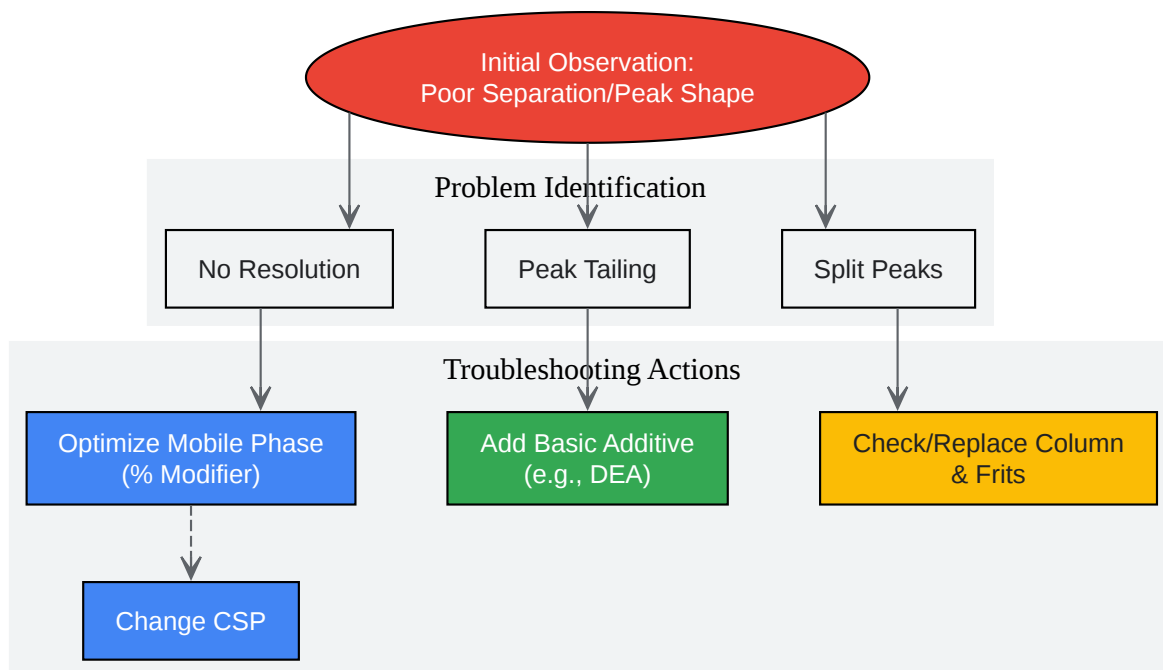 Initial Observation:
Poor Separation/Peak Shape
Problem Identification
No Resolution
Peak Tailing
Split Peaks
Troubleshooting Actions
Optimize Mobile Phase
(% Modifier)
Add Basic Additive
(e.g., DEA)
Check/Replace Column
& Frits
Change CSP